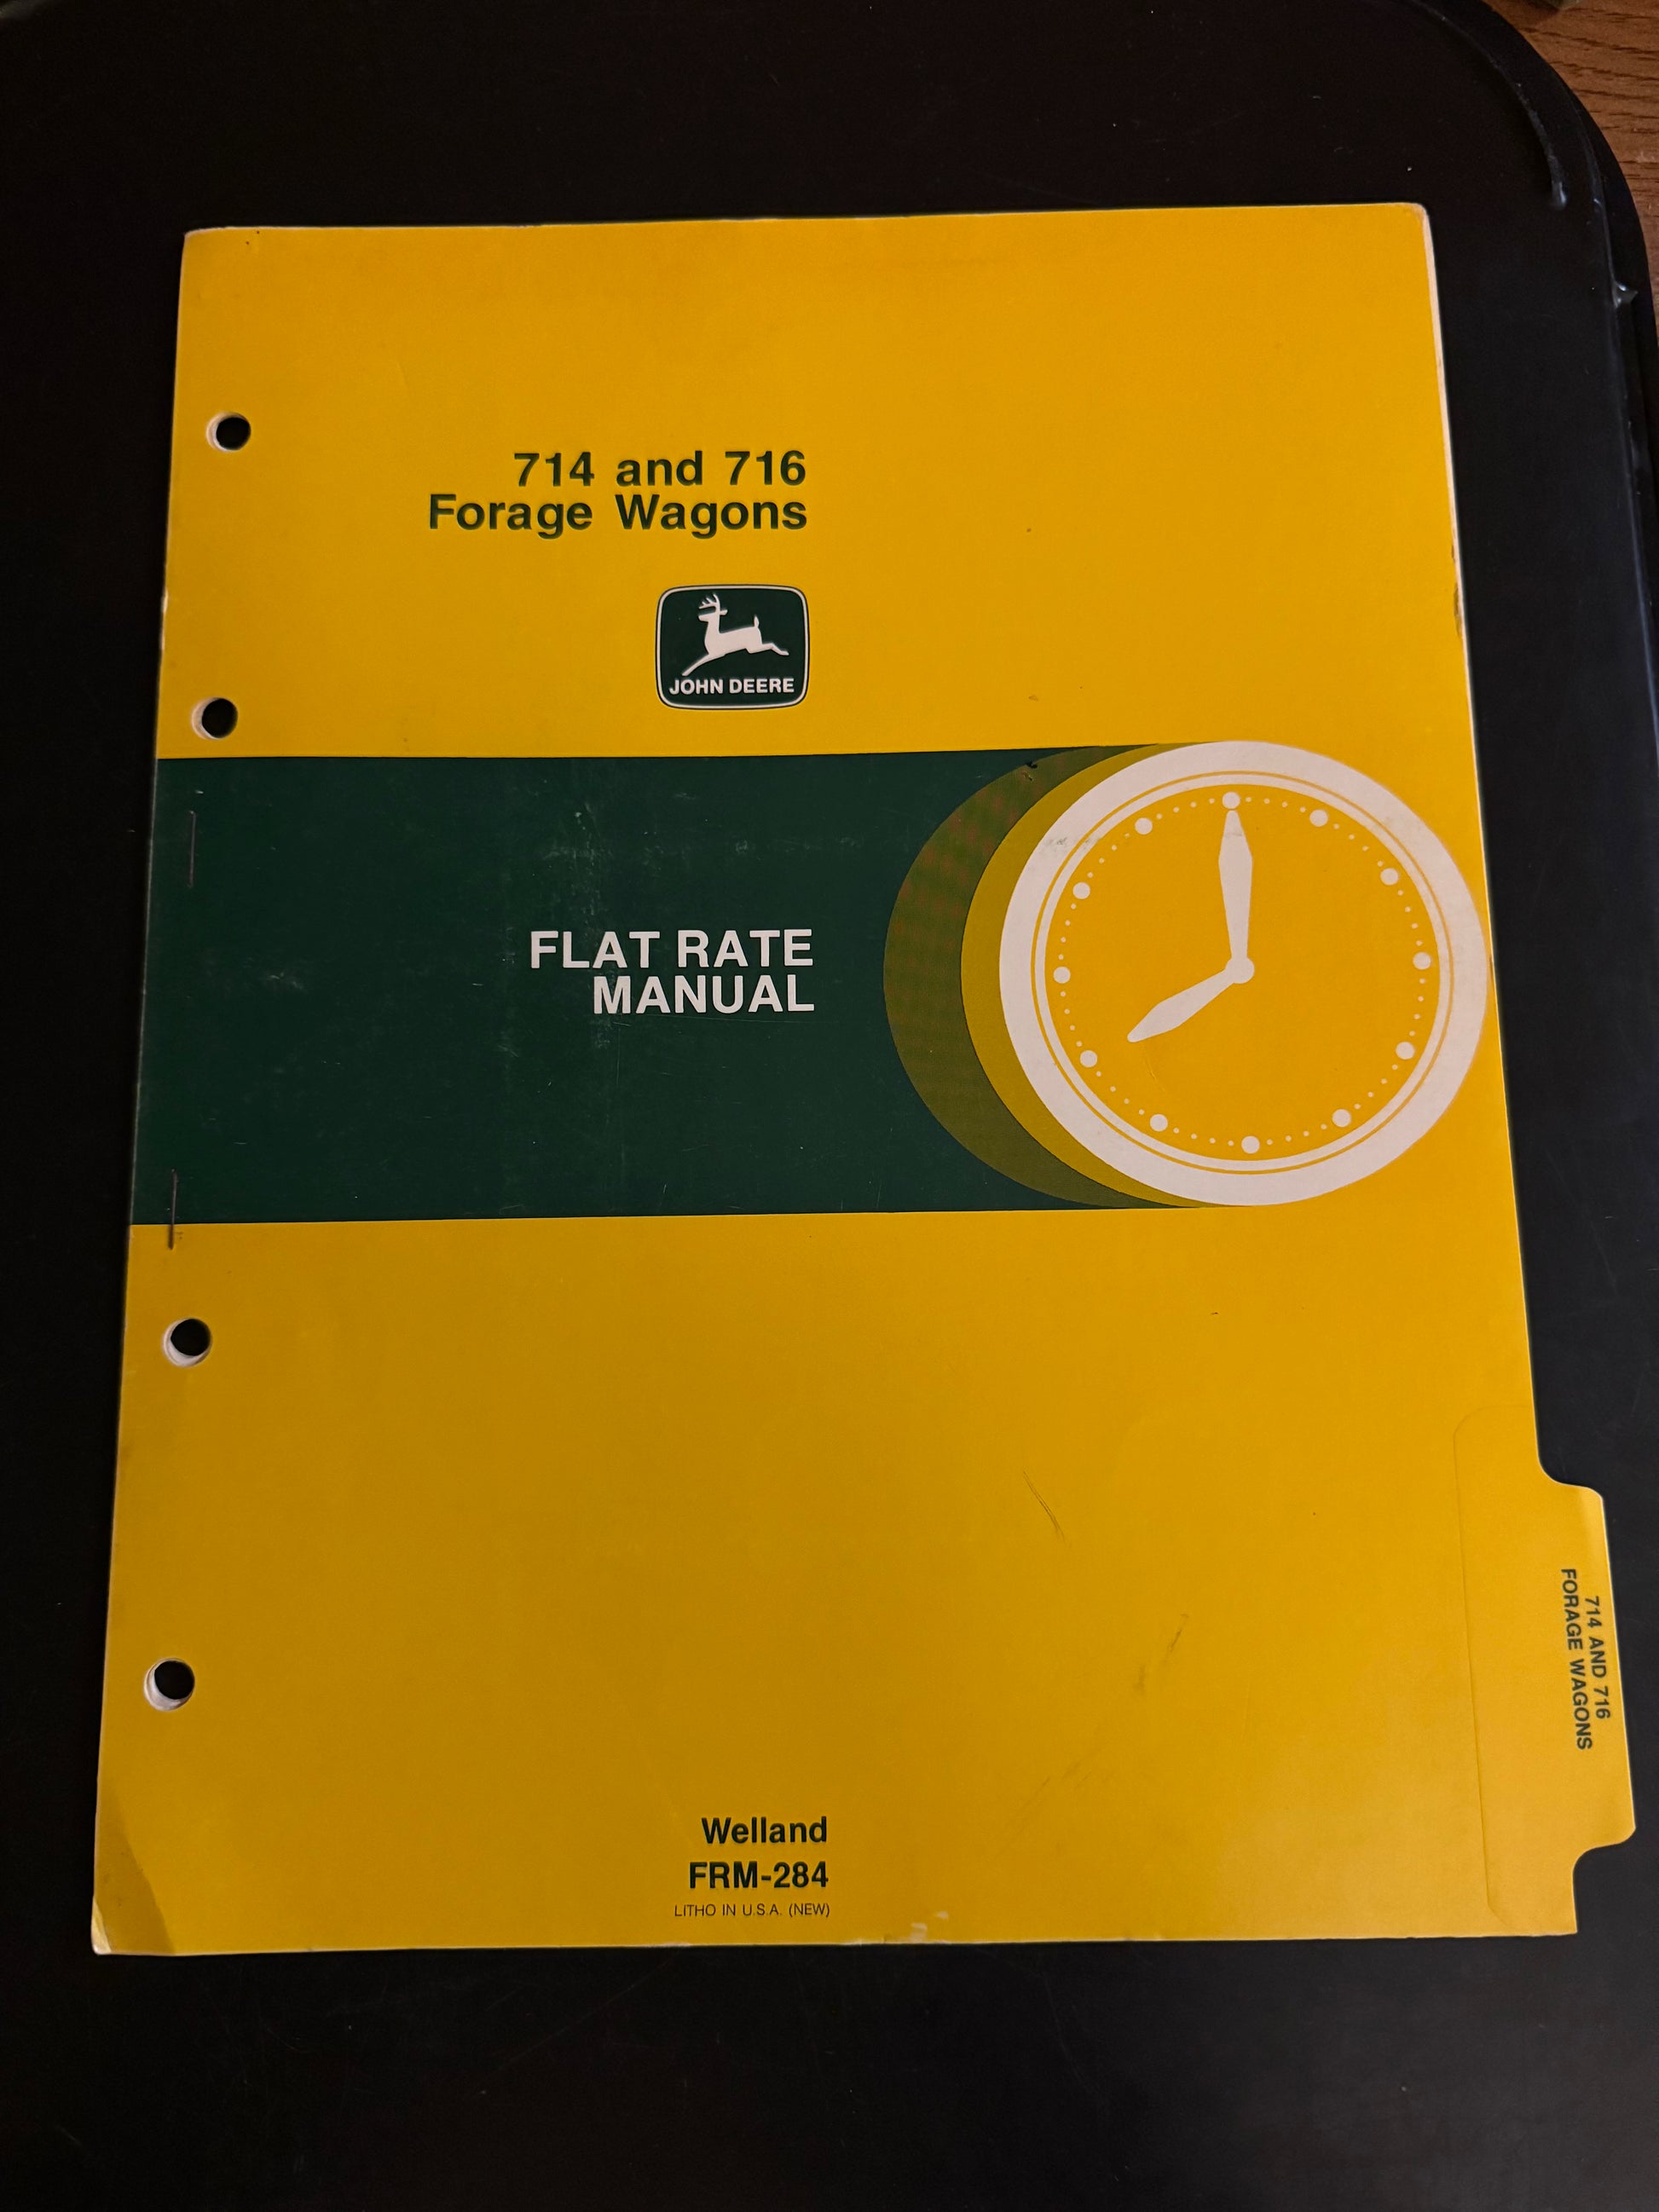 714 and 716
Forage Wagons
JOHN DEERE
FLAT RATE
MANUAL
714 AND 716
FORAGE WAGONS
Welland
FRM-284
LITHO IN U.S.A. (NEW)